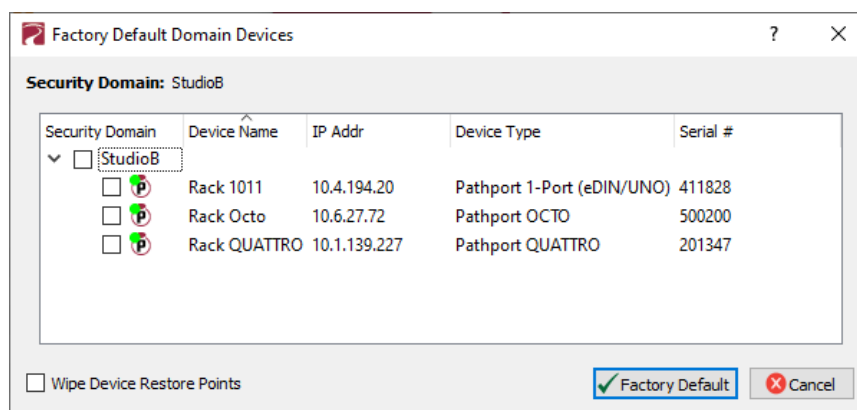 Factory Default Domain Devices ? X
Security Domain: StudioB
Security Domain Device Name IP Addr Device Type Serial #
StudioB
Rack 1011 10.4.194.20 Pathport 1-Port (eDIN/UNO) 411828
Rack Octo 10.6.27.72 Pathport OCTO 500200
Rack QUATTRO 10.1.139.227 Pathport QUATTRO 201347
Wipe Device Restore Points Factory Default Cancel